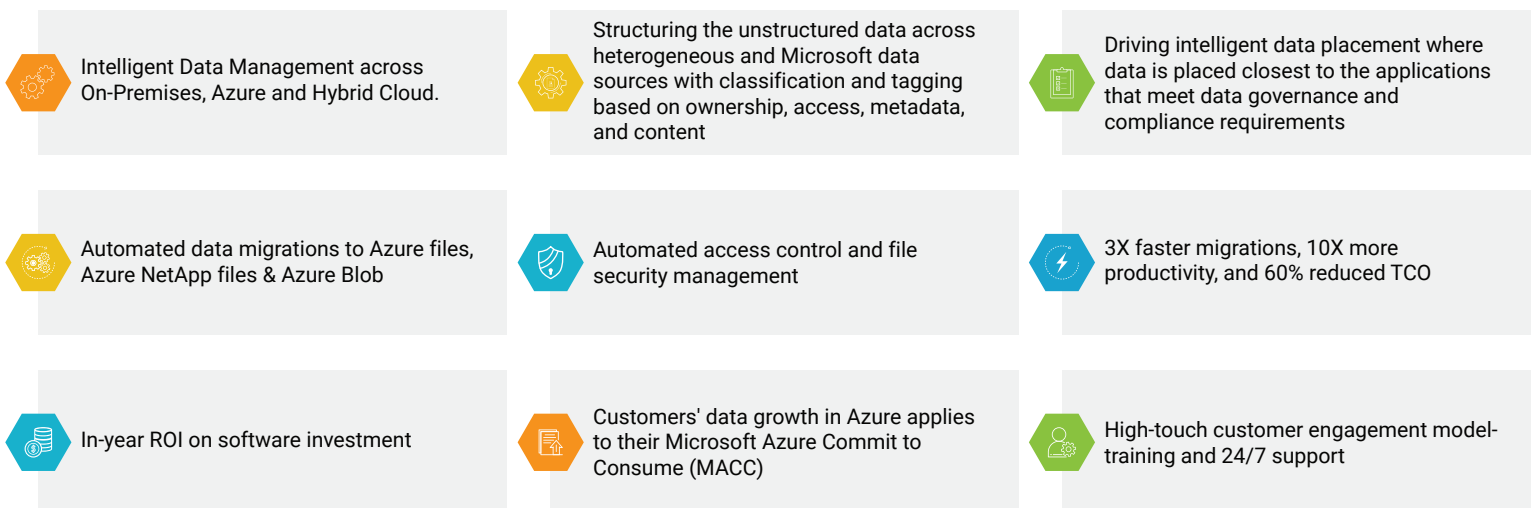 Intelligent Data Management across
On-Premises, Azure and Hybrid Cloud.
Structuring the unstructured data across
heterogeneous and Microsoft data
sources with classification and tagging
based on ownership, access, metadata,
and content
Driving intelligent data placement where
data is placed closest to the applications
that meet data governance and
compliance requirements
Automated data migrations to Azure files,
Azure NetApp files & Azure Blob
Automated access control and file
security management
3X faster migrations, 10X more
productivity, and 60% reduced TCO
In-year ROI on software investment
Customers' data growth in Azure applies
to their Microsoft Azure Commit to
Consume (MACC)
High-touch customer engagement model-
training and 24/7 support